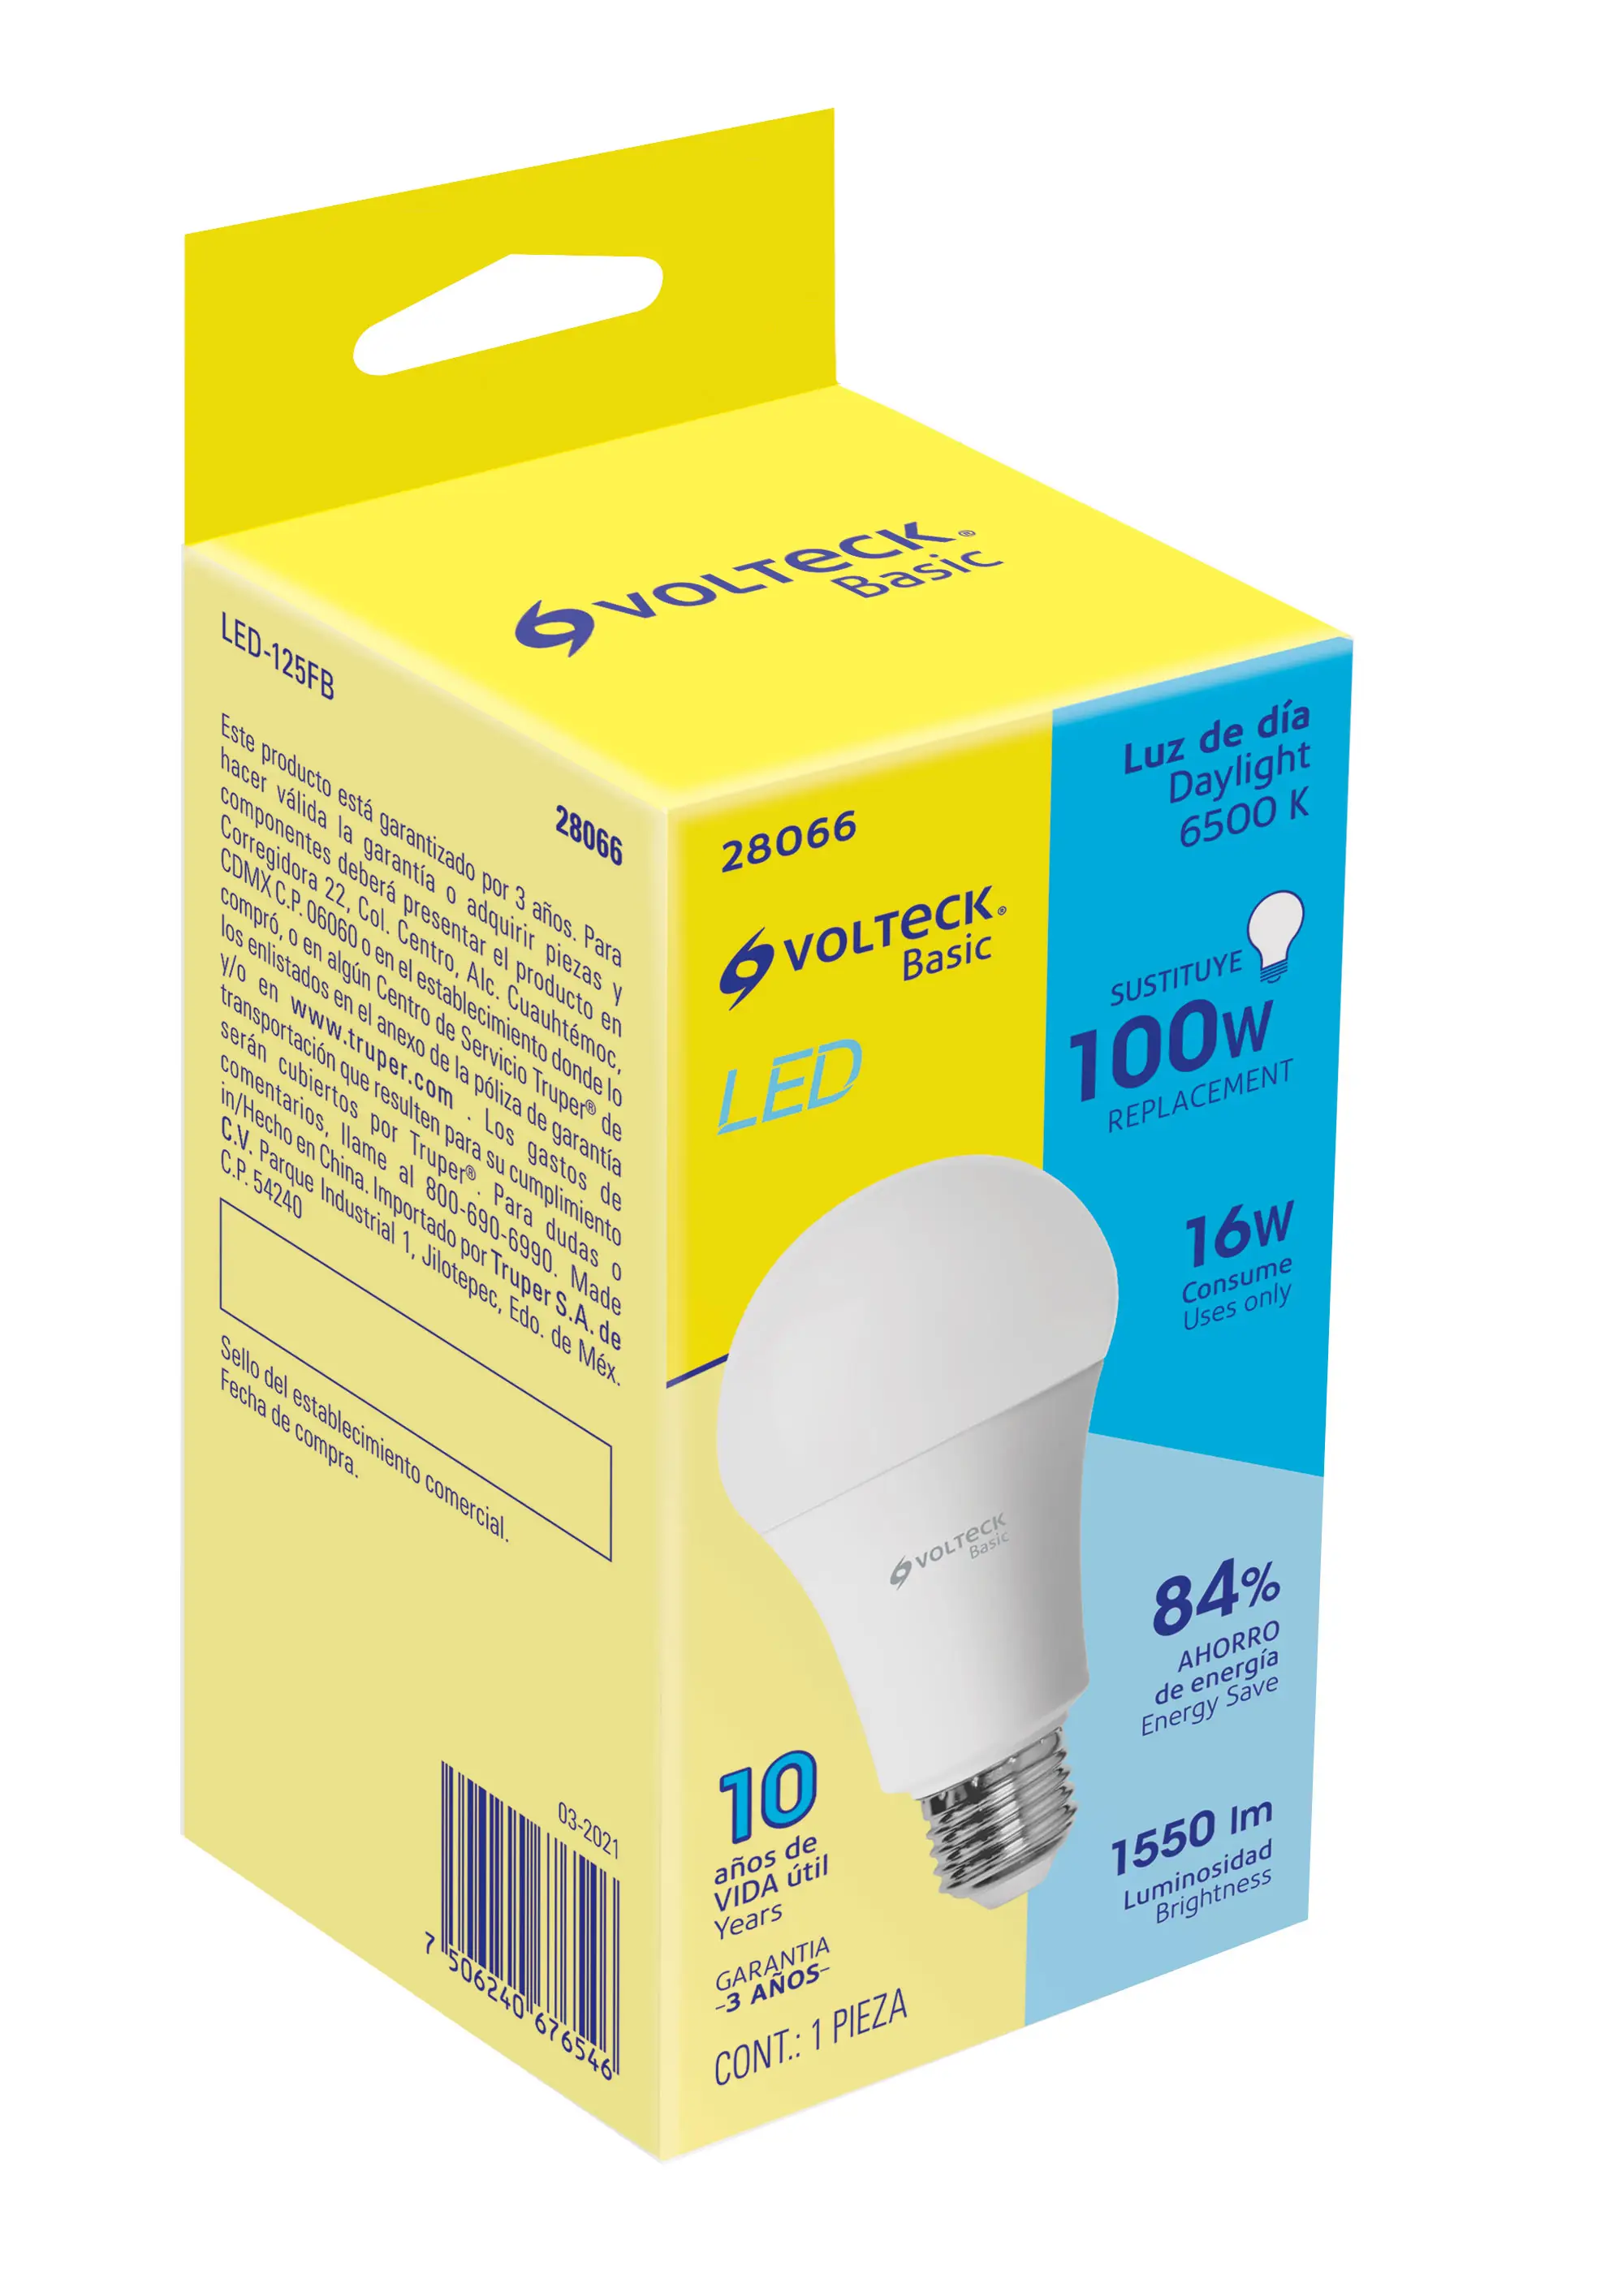 VOLTECK®
Basic
LED-125FB
28066
Este producto está garantizado por 3 años. Para
hacer válida la garantía o adquirir piezas y
componentes deberá presentar el producto en
Corregidora 22, Col. Centro, Alc. Cuauhtémoc,
CDMX C.P. 06060 o en el establecimiento donde lo
compró, o en algún Centro de Servicio Truper® de
los enlistados en el anexo de la póliza de garantía
y/o en www.truper.com . Los gastos de
transportación que resulten para su cumplimiento
serán cubiertos por Truper®. Para dudas o
comentarios, llame al 800-690-6990. Made
in/Hecho en China. Importado por Truper S.A. de
C.V. Parque Industrial 1, Jilotepec, Edo. de Méx.
C.P. 54240
Sello del establecimiento comercial.
Fecha de compra.
03-2021
7 506240 676546
28066
VOLTECK®
Basic
LED
Luz de día
Daylight
6500 K
SUSTITUYE
100W
REPLACEMENT
16W
Consume
Uses only
VOLTECK
Basic
84%
AHORRO
de energía
Energy Save
1550 lm
Luminosidad
Brightness
10
años de
VIDA útil
Years
GARANTIA
-3 AÑOS-
CONT.: 1 PIEZA